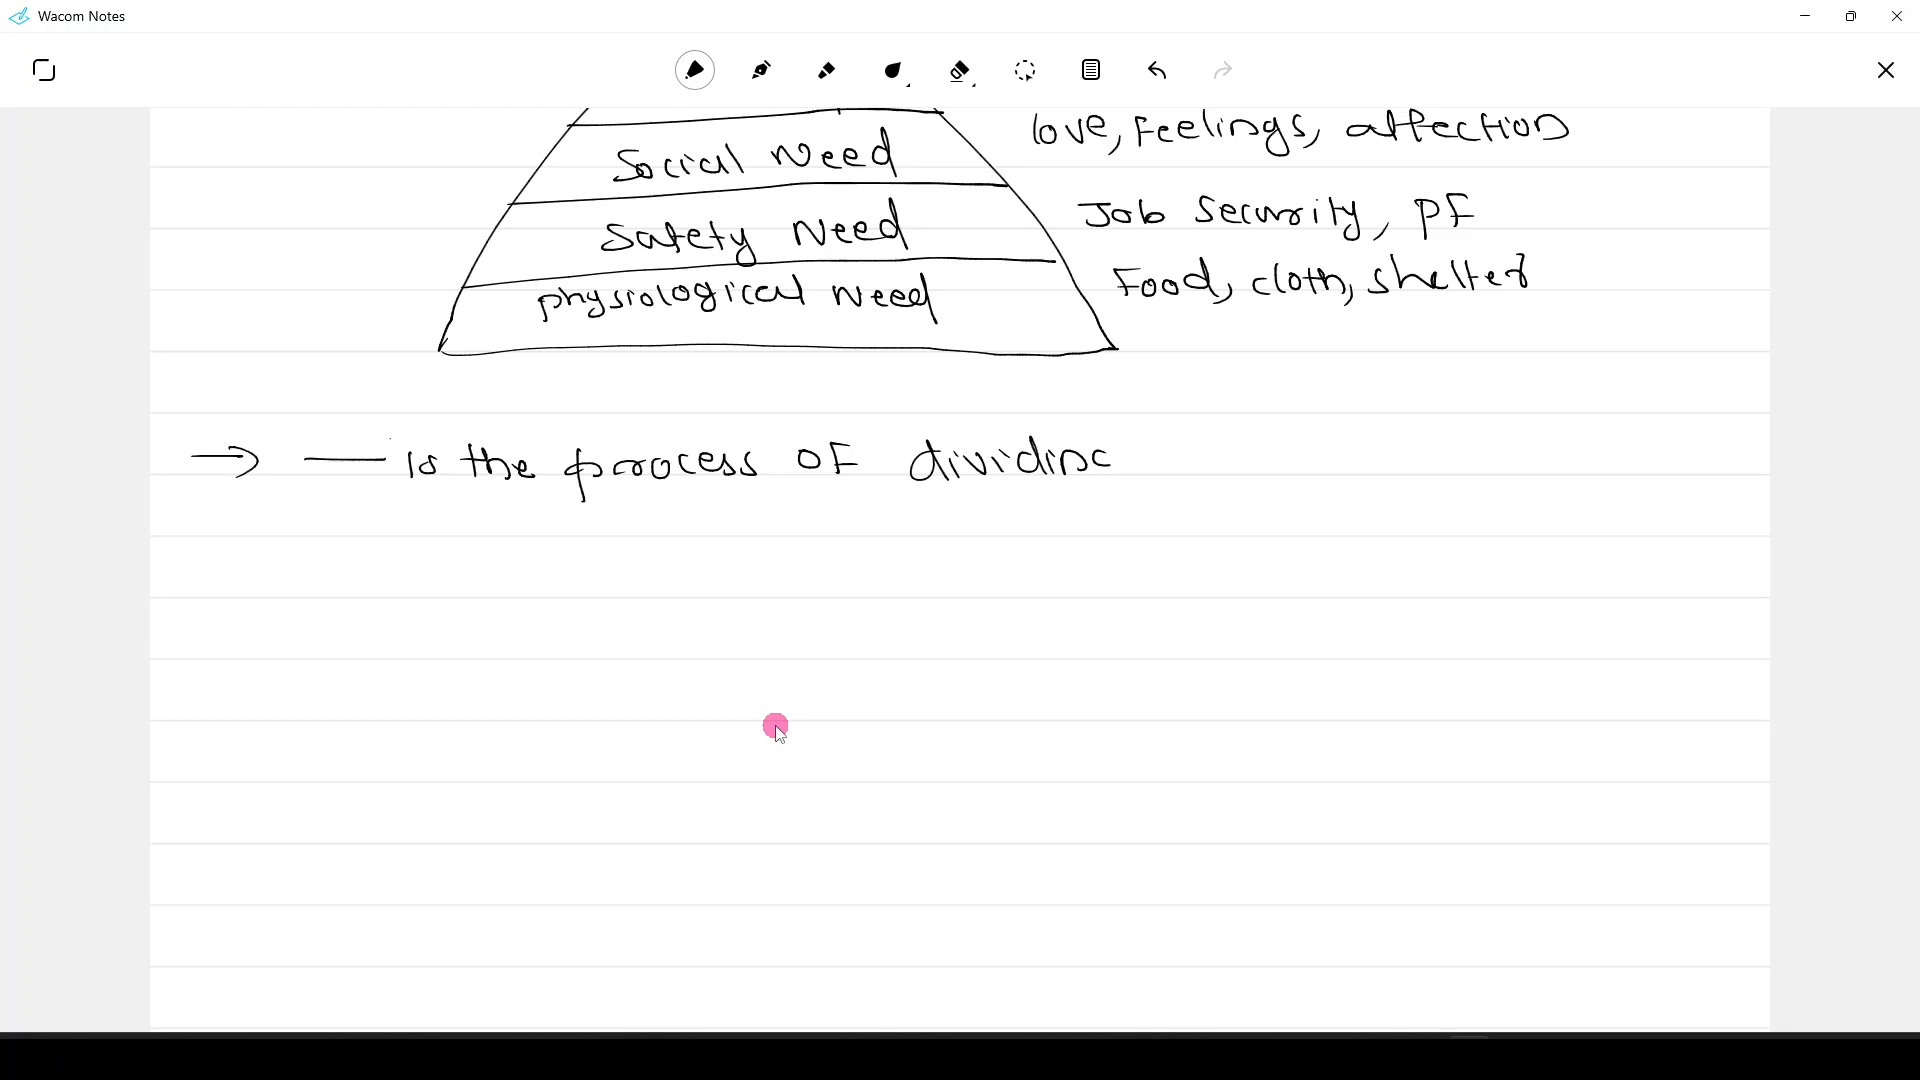 Wacom Notes
love, Feelings, affection
Social Need
Job Security, PF
Safety Need
Food, cloth, shelter
physiological Need
→ — is the process OF dividinc